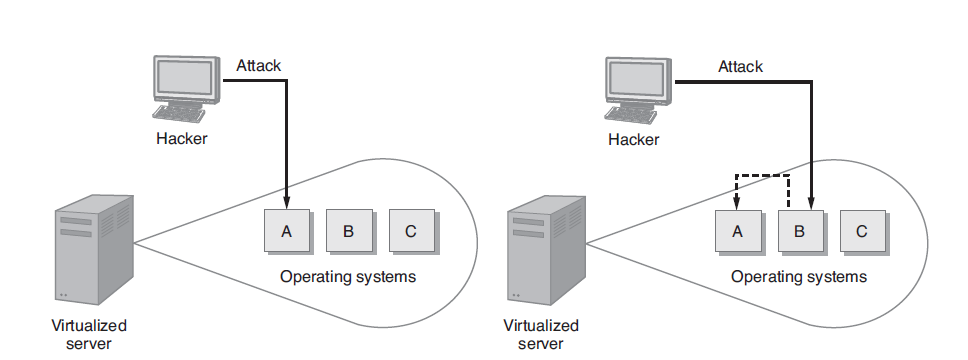 Attack
Hacker
A B C
Operating systems
Virtualized
server
Attack
Hacker
A B C
Operating systems
Virtualized
server